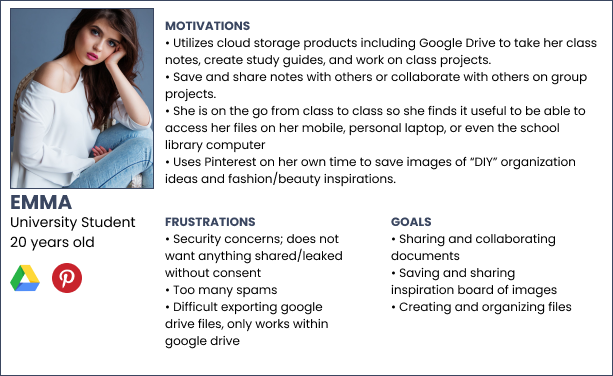 MOTIVATIONS
• Utilizes cloud storage products including Google Drive to take her class
notes, create study guides, and work on class projects.
• Save and share notes with others or collaborate with others on group
projects.
• She is on the go from class to class so she finds it useful to be able to
access her files on her mobile, personal laptop, or even the school
library computer
• Uses Pinterest on her own time to save images of “DIY” organization
ideas and fashion/beauty inspirations.
EMMA
University Student
20 years old
FRUSTRATIONS
• Security concerns; does not
want anything shared/leaked
without consent
• Too many spams
• Difficult exporting google
drive files, only works within
google drive
GOALS
• Sharing and collaborating
documents
• Saving and sharing
inspiration board of images
• Creating and organizing files